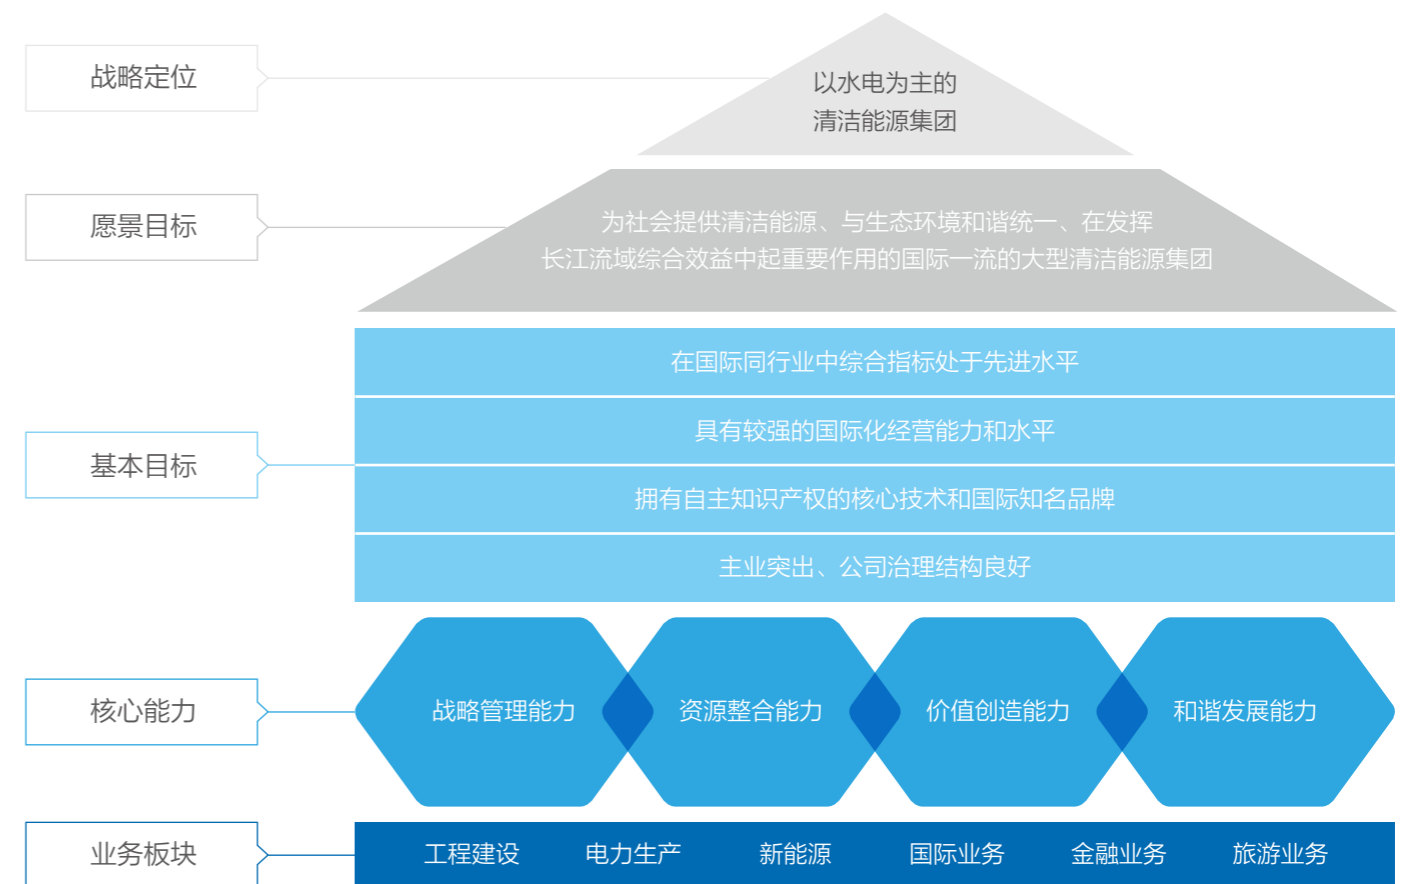 战略定位
以水电为主的
清洁能源集团
愿景目标
为社会提供清洁能源、与生态环境和谐统一、在发挥
长江流域综合效益中起重要作用的国际一流的大型清洁能源集团
基本目标
在国际同行业中综合指标处于先进水平
具有较强的国际化经营能力和水平
拥有自主知识产权的核心技术和国际知名品牌
主业突出、公司治理结构良好
核心能力
战略管理能力 资源整合能力 价值创造能力 和谐发展能力
业务板块
工程建设 电力生产 新能源 国际业务 金融业务 旅游业务